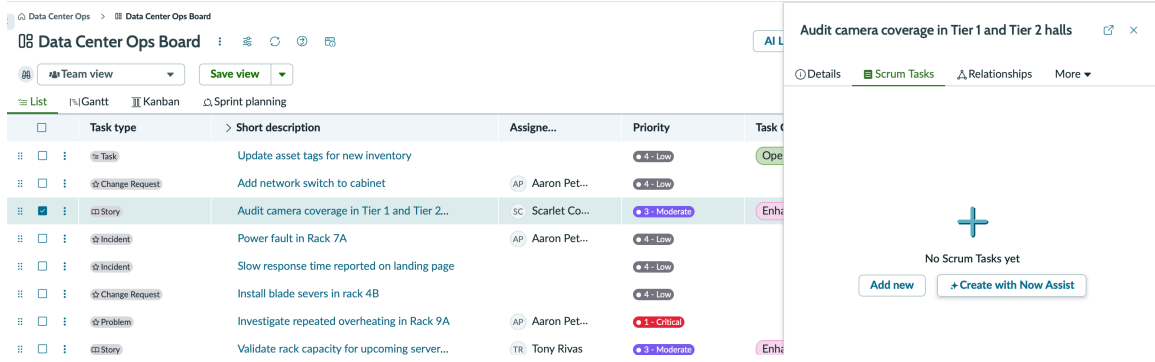 Data Center Ops > Data Center Ops Board
Data Center Ops Board
AI L
Team view
Save view
List Gantt Kanban Sprint planning
Task type Short description Assigne... Priority Task
Task Update asset tags for new inventory 4 - Low Ope
Change Request Add network switch to cabinet AP Aaron Pet... 4 - Low
Story Audit camera coverage in Tier 1 and Tier 2... SC Scarlet Co... 3 - Moderate Enha
Incident Power fault in Rack 7A AP Aaron Pet... 4 - Low
Incident Slow response time reported on landing page 4 - Low
Change Request Install blade severs in rack 4B 4 - Low
Problem Investigate repeated overheating in Rack 9A AP Aaron Pet... 1 - Critical
Story Validate rack capacity for upcoming server... TR Tony Rivas 3 - Moderate Enha
Audit camera coverage in Tier 1 and Tier 2 halls
Details Scrum Tasks Relationships More
No Scrum Tasks yet
Add new Create with Now Assist